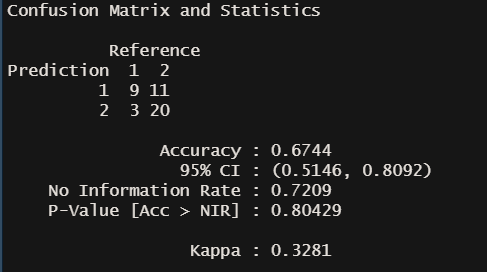 Confusion Matrix and Statistics
Reference
Prediction 1 2
1 9 11
2 3 20
Accuracy : 0.6744
95% CI : (0.5146, 0.8092)
No Information Rate : 0.7209
P-Value [Acc > NIR] : 0.80429
Kappa : 0.3281